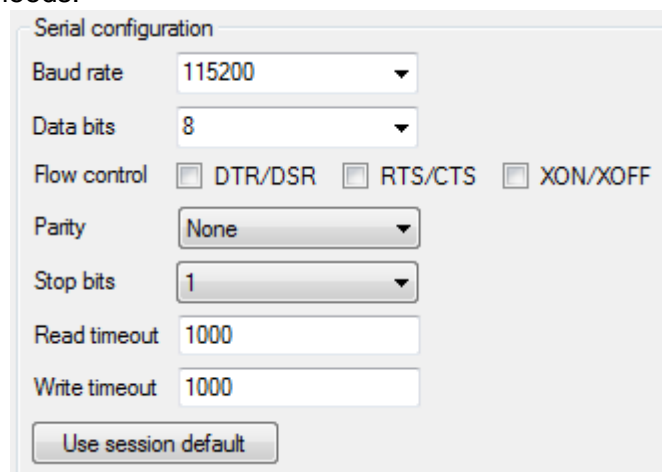 Serial configuration
Baud rate 115200
Data bits 8
Flow control DTR/DSR RTS/CTS XON/XOFF
Parity None
Stop bits 1
Read timeout 1000
Write timeout 1000
Use session default